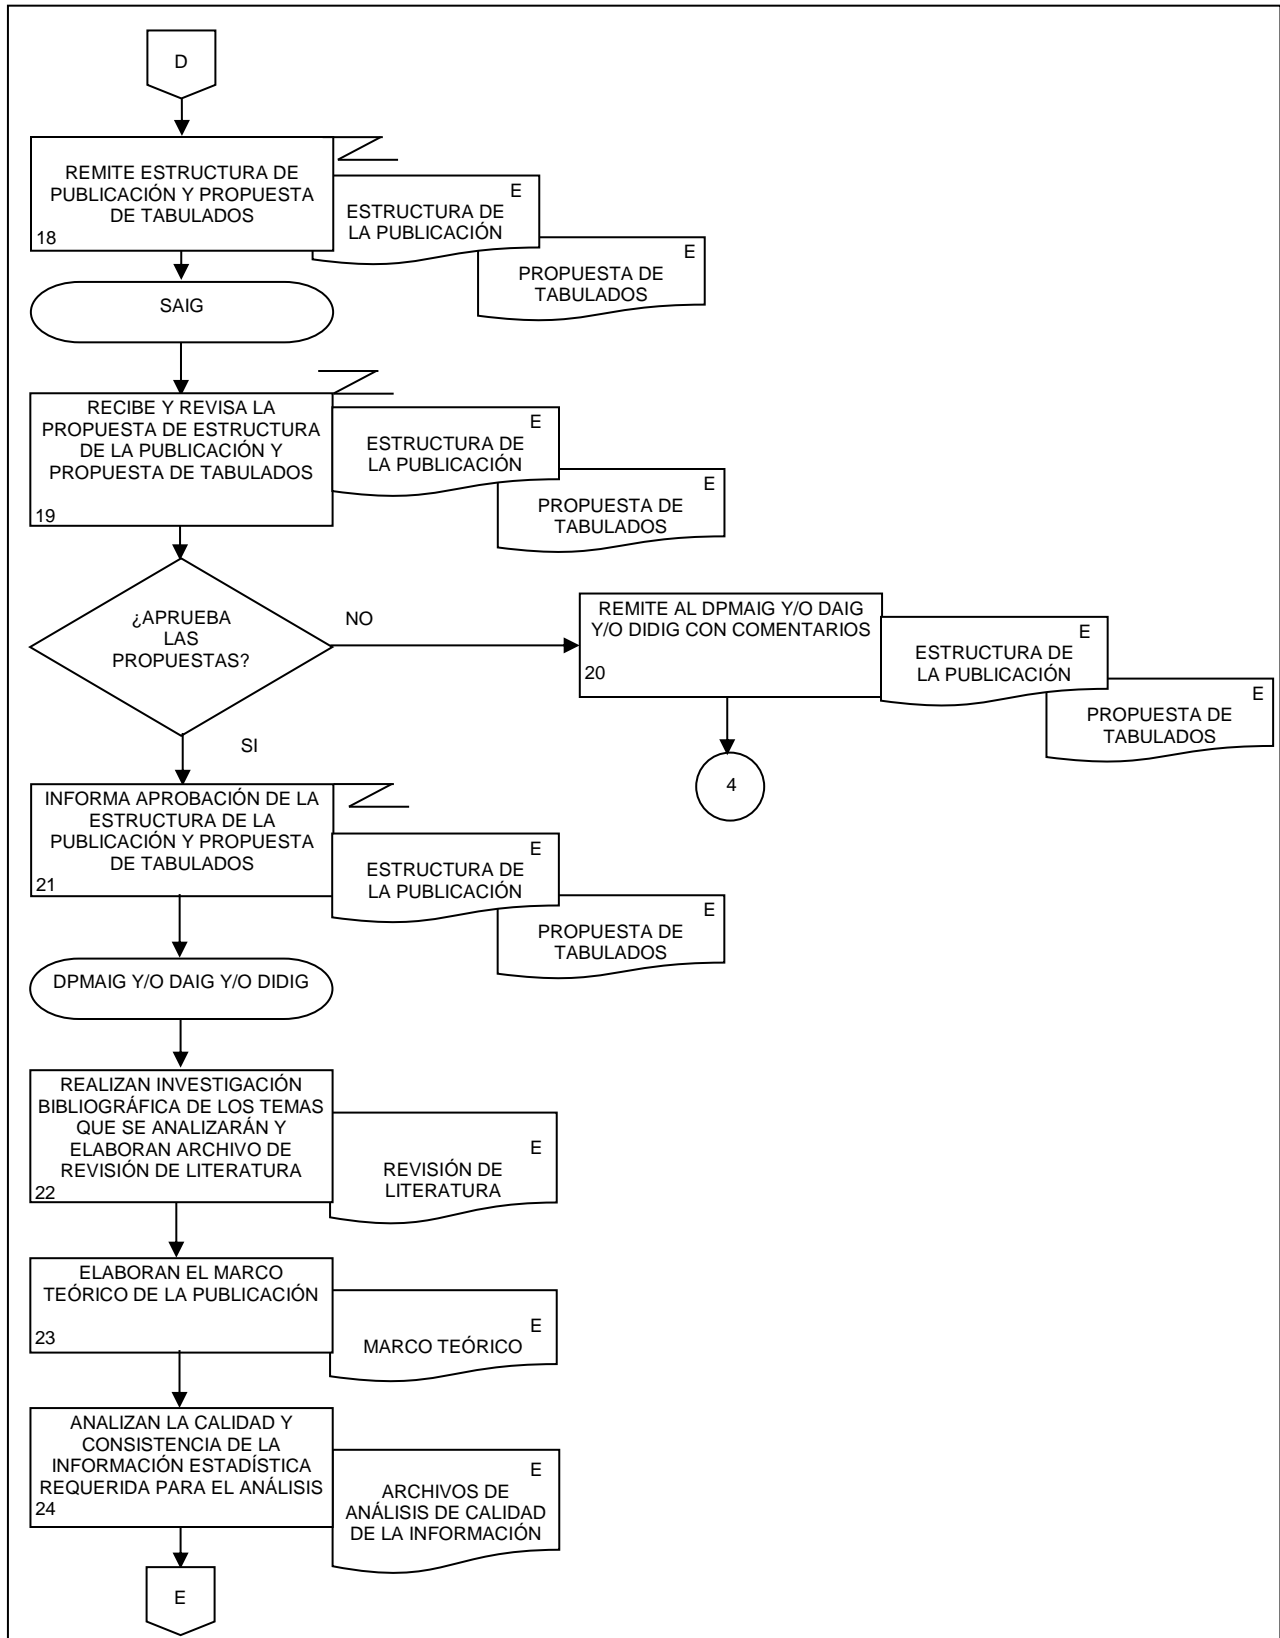 D
REMITE ESTRUCTURA DE
PUBLICACIÓN Y PROPUESTA
DE TABULADOS
18
E
ESTRUCTURA DE
LA PUBLICACIÓN
E
PROPUESTA DE
TABULADOS
SAIG
RECIBE Y REVISA LA
PROPUESTA DE ESTRUCTURA
DE LA PUBLICACIÓN Y
PROPUESTA DE TABULADOS
19
E
ESTRUCTURA DE
LA PUBLICACIÓN
E
PROPUESTA DE
TABULADOS
¿APRUEBA
LAS
PROPUESTAS?
NO
REMITE AL DPMAIG Y/O DAIG
Y/O DIDIG CON COMENTARIOS
20
E
ESTRUCTURA DE
LA PUBLICACIÓN
E
PROPUESTA DE
TABULADOS
4
SI
INFORMA APROBACIÓN DE LA
ESTRUCTURA DE LA
PUBLICACIÓN Y PROPUESTA
DE TABULADOS
21
E
ESTRUCTURA DE
LA PUBLICACIÓN
E
PROPUESTA DE
TABULADOS
DPMAIG Y/O DAIG Y/O DIDIG
REALIZAN INVESTIGACIÓN
BIBLIOGRÁFICA DE LOS TEMAS
QUE SE ANALIZARÁN Y
ELABORAN ARCHIVO DE
REVISIÓN DE LITERATURA
22
E
REVISIÓN DE
LITERATURA
ELABORAN EL MARCO
TEÓRICO DE LA PUBLICACIÓN
23
E
MARCO TEÓRICO
ANALIZAN LA CALIDAD Y
CONSISTENCIA DE LA
INFORMACIÓN ESTADÍSTICA
REQUERIDA PARA EL ANÁLISIS
24
E
ARCHIVOS DE
ANÁLISIS DE CALIDAD
DE LA INFORMACIÓN
E